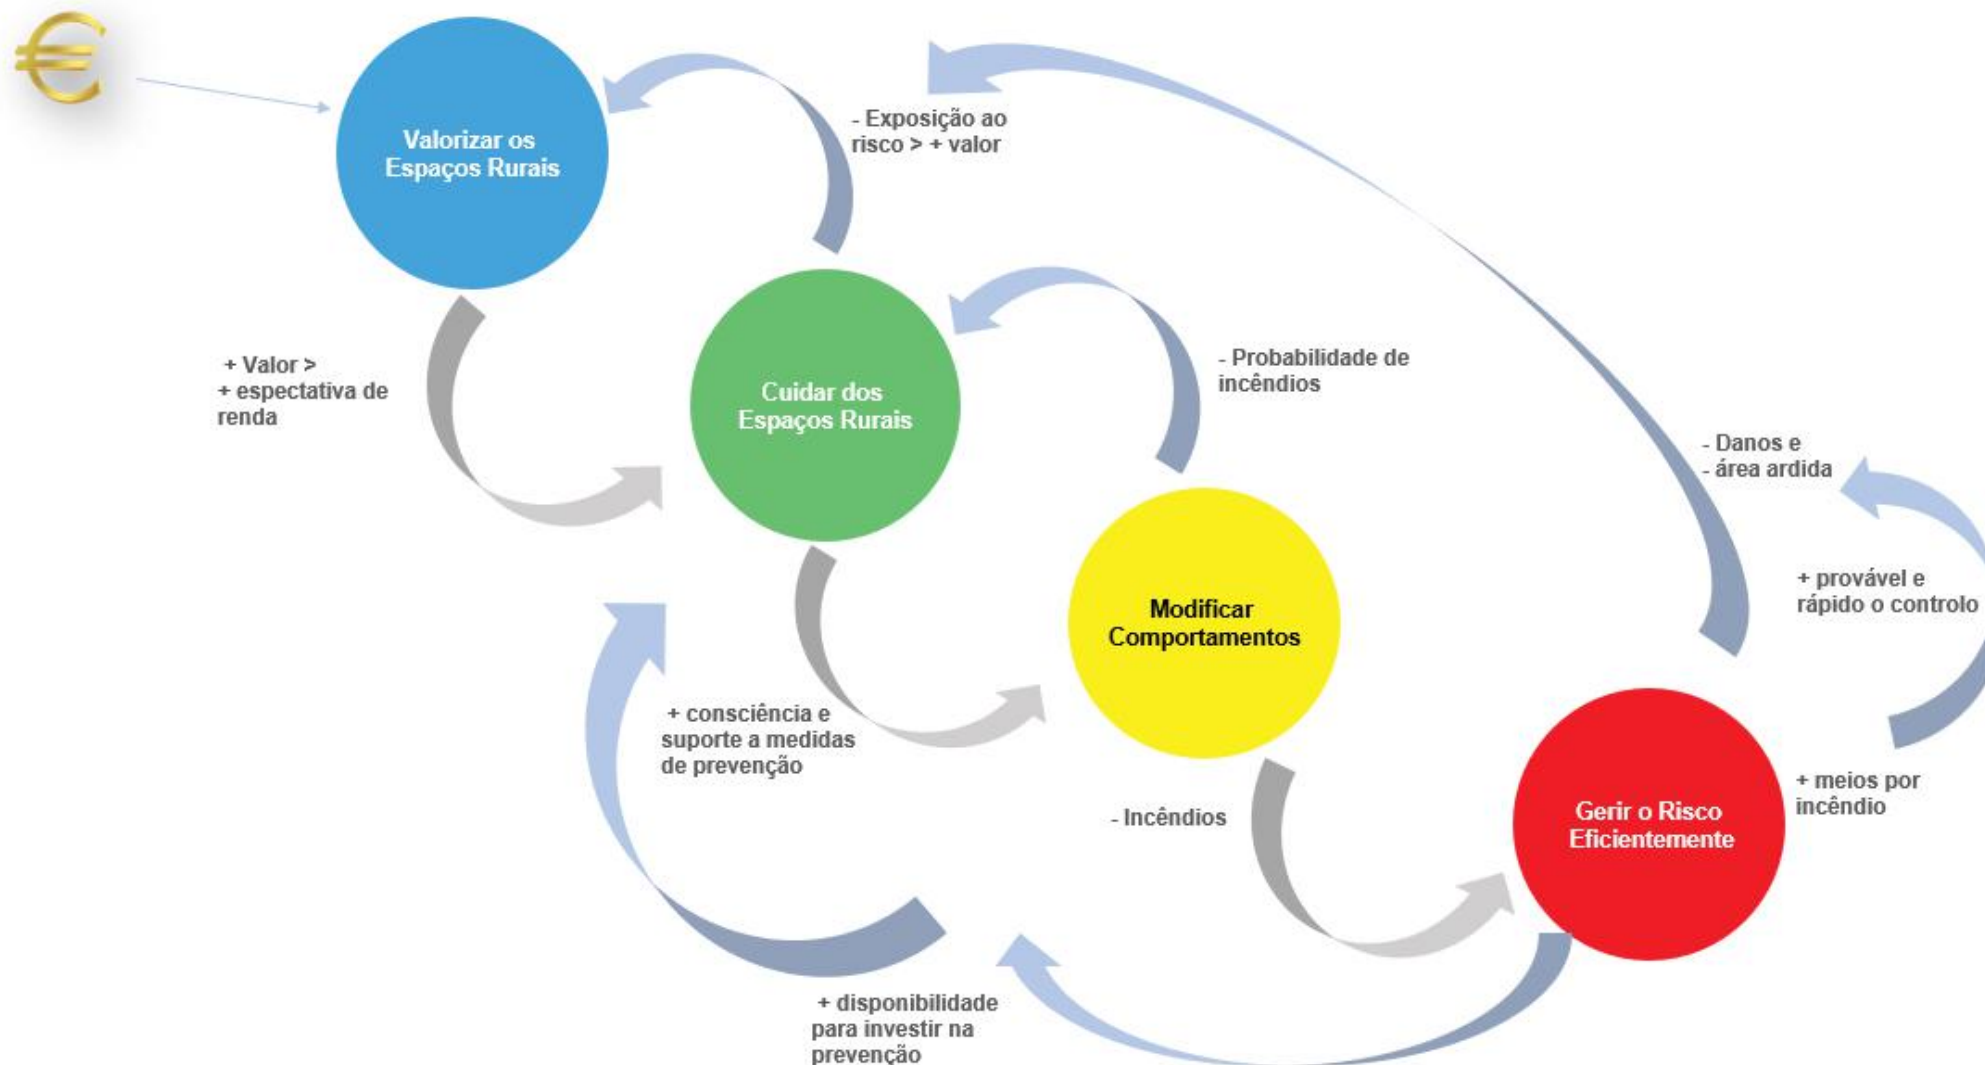 €
Valorizar os
Espaços Rurais
- Exposição ao
risco > + valor
+ Valor >
+ espectativa de
renda
Cuidar dos
Espaços Rurais
- Probabilidade de
incêndios
- Danos e
- área ardida
+ provável e
rápido o controlo
Modificar
Comportamentos
+ consciência e
suporte a medidas
de prevenção
- Incêndios
Gerir o Risco
Eficientemente
+ meios por
incêndio
+ disponibilidade
para investir na
prevenção